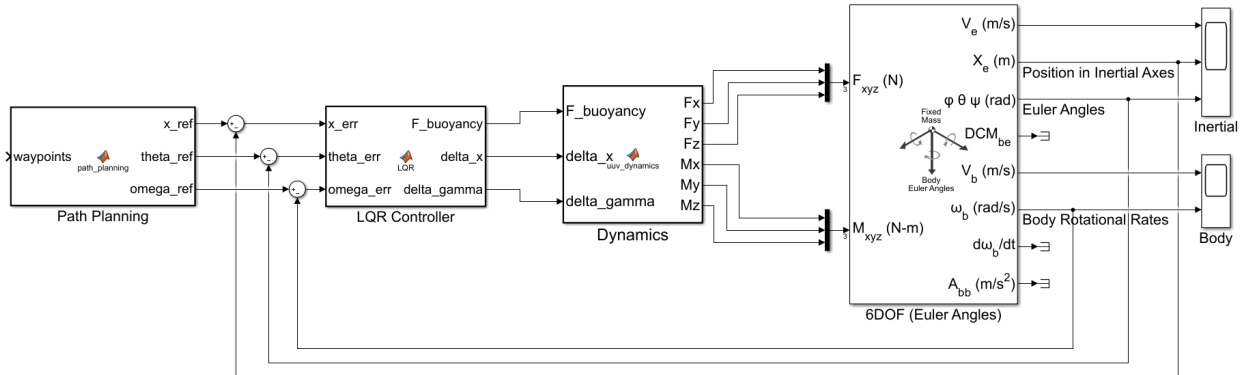 waypoints
path_planning
x_ref
theta_ref
omega_ref
Path Planning
+
-
+
-
+
-
x_err
theta_err
omega_err
LQR
F_buoyancy
delta_x
delta_gamma
LQR Controller
F_buoyancy
delta_x
delta_gamma
uuv_dynamics
Fx
Fy
Fz
Mx
My
Mz
Dynamics
3
3
F_xyz (N)
M_xyz (N-m)
Fixed
Mass
Body
Euler Angles
V_e (m/s)
X_e (m)
φ θ ψ (rad)
DCM_be
V_b (m/s)
ω_b (rad/s)
dω_b/dt
A_bb (m/s²)
6DOF (Euler Angles)
Position in Inertial Axes
Euler Angles
Body Rotational Rates
Inertial
Body